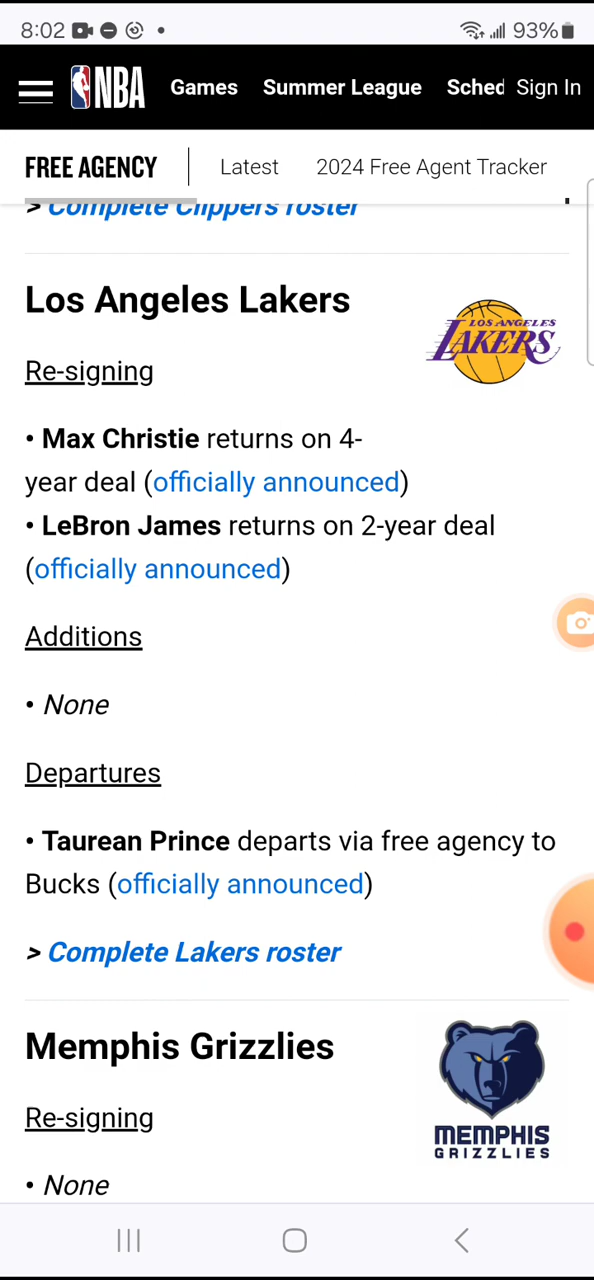 8:02 93%
NBA Games Summer League Sched Sign In
FREE AGENCY Latest 2024 Free Agent Tracker
> Complete Clippers roster
Los Angeles Lakers
LOS ANGELES
LAKERS
Re-signing
• Max Christie returns on 4-
year deal (officially announced)
• LeBron James returns on 2-year deal
(officially announced)
Additions
• None
Departures
• Taurean Prince departs via free agency to
Bucks (officially announced)
> Complete Lakers roster
Memphis Grizzlies
MEMPHIS
GRIZZLIES
Re-signing
• None